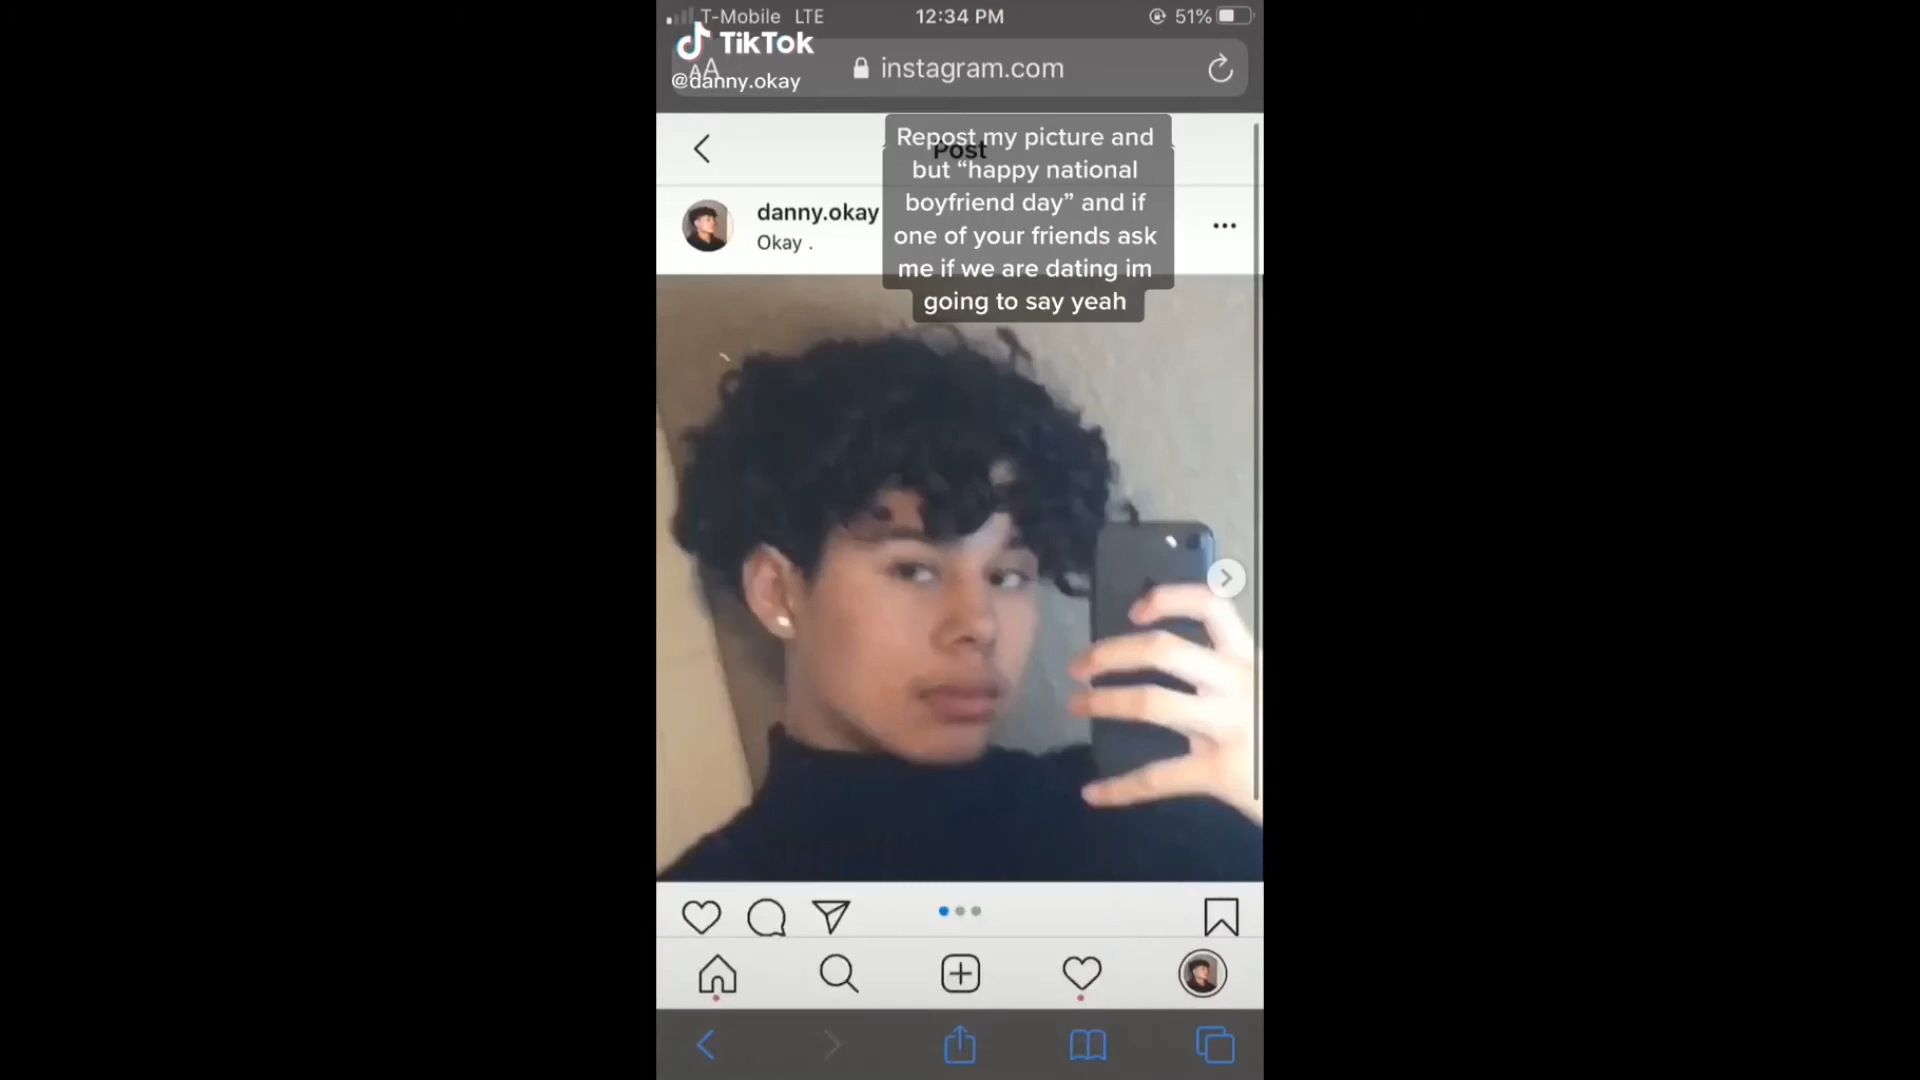 T-Mobile LTE 12:34 PM 51%
TikTok
AA instagram.com
@danny.okay
Post
Repost my picture and
but “happy national
boyfriend day” and if
one of your friends ask
me if we are dating im
going to say yeah
danny.okay
Okay .